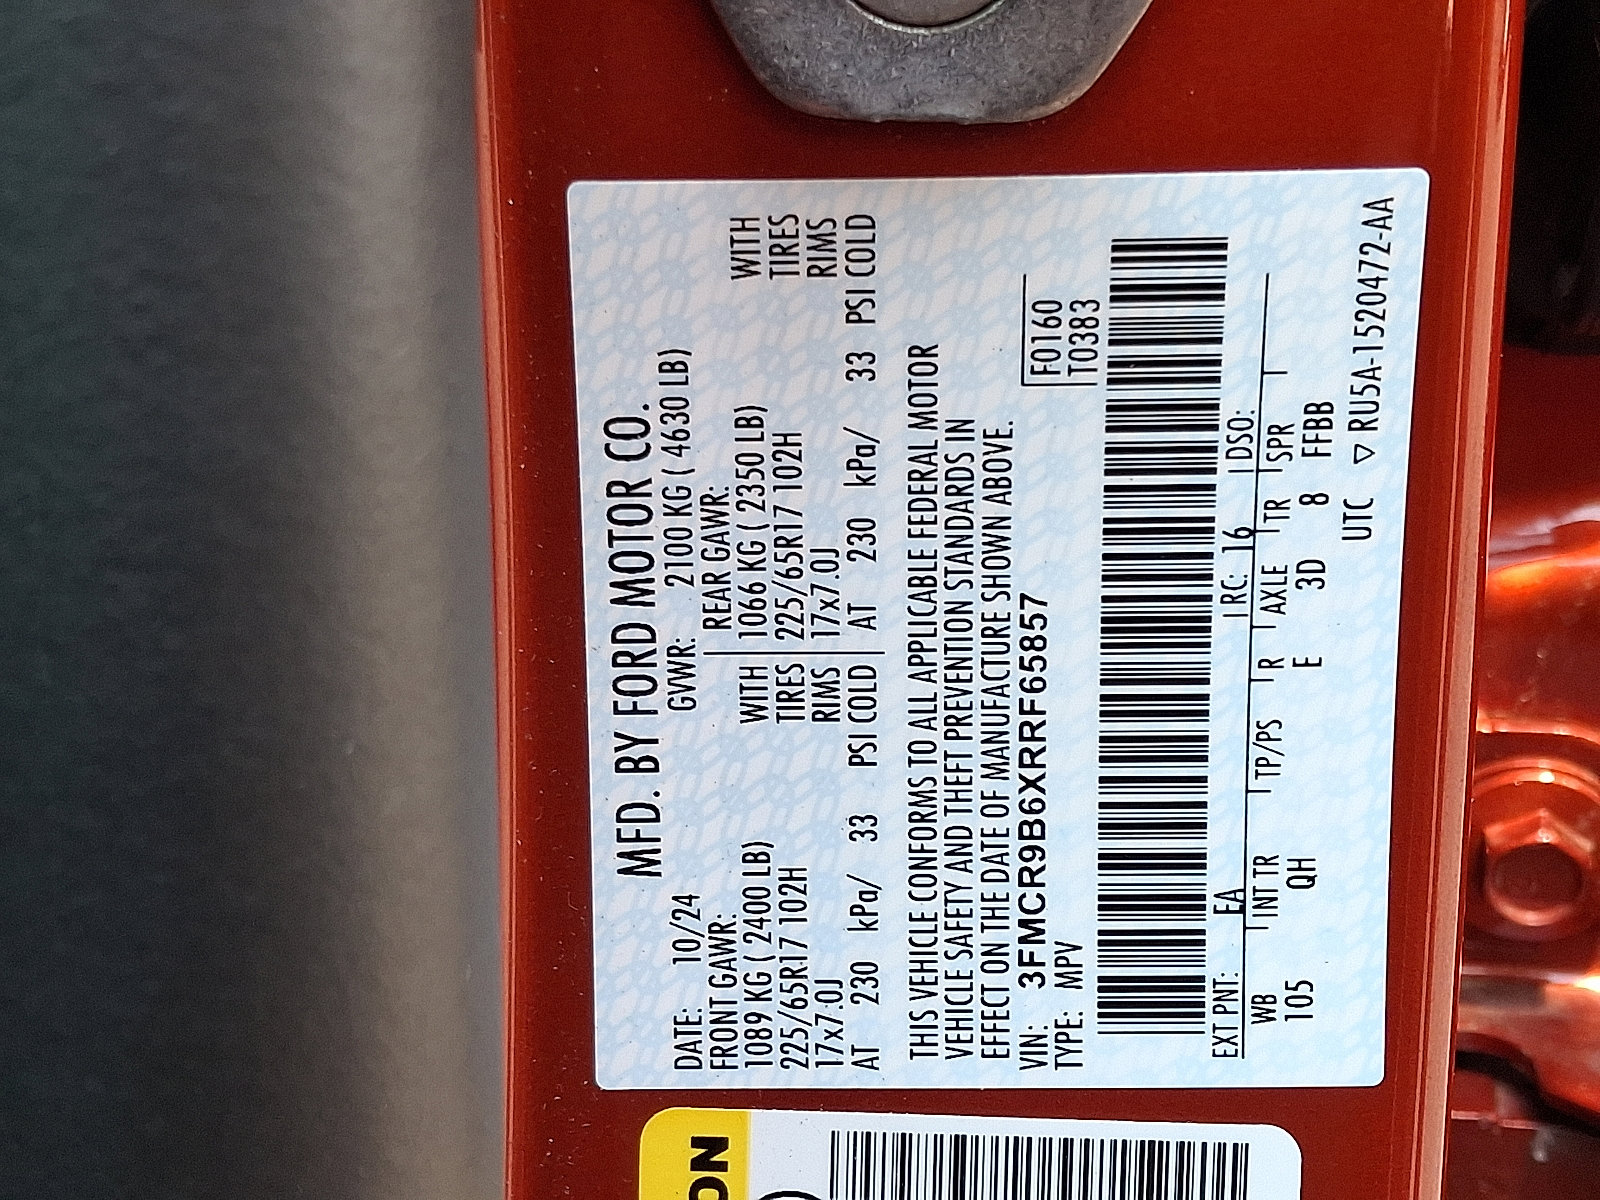 MFD. BY FORD MOTOR CO.
DATE: 10/24 GVWR: 2100 KG ( 4630 LB)
FRONT GAWR: REAR GAWR:
1089 KG ( 2400 LB) WITH 1066 KG ( 2350 LB) WITH
225/65R17 102H TIRES 225/65R17 102H TIRES
17x7.0J RIMS 17x7.0J RIMS
AT 230 kPa/ 33 PSI COLD AT 230 kPa/ 33 PSI COLD
THIS VEHICLE CONFORMS TO ALL APPLICABLE FEDERAL MOTOR
VEHICLE SAFETY AND THEFT PREVENTION STANDARDS IN
EFFECT ON THE DATE OF MANUFACTURE SHOWN ABOVE.
VIN: 3FMCR9B6XRRF65857 F0160
TYPE: MPV T0383
EXT PNT: EA RC: 16 DSO:
WB INT TR TP/PS R AXLE TR SPR
105 QH E 3D 8 FFBB
UTC ▽ RU5A-1520472-AA
ON